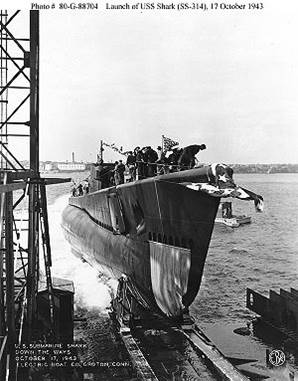 Photo # 80-G-88704 Launch of USS Shark (SS-314), 17 October 1943
U.S. SUBMARINE SHARK
DOWN THE WAYS
OCTOBER 17, 1943
ELECTRIC BOAT CO. GROTON, CONN.